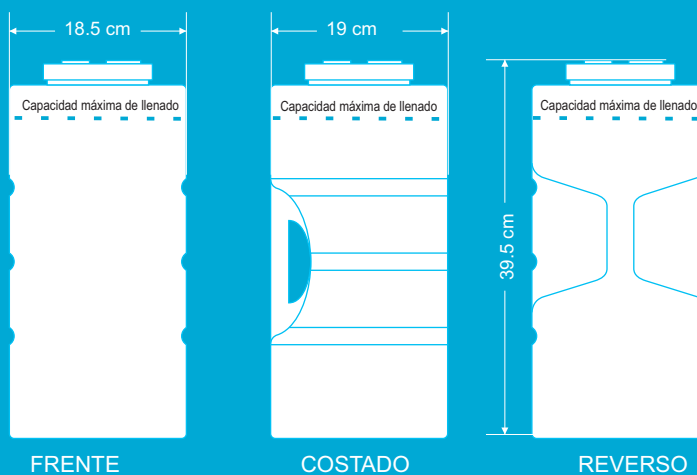 18.5 cm
19 cm
Capacidad máxima de llenado
Capacidad máxima de llenado
Capacidad máxima de llenado
39.5 cm
FRENTE
COSTADO
REVERSO